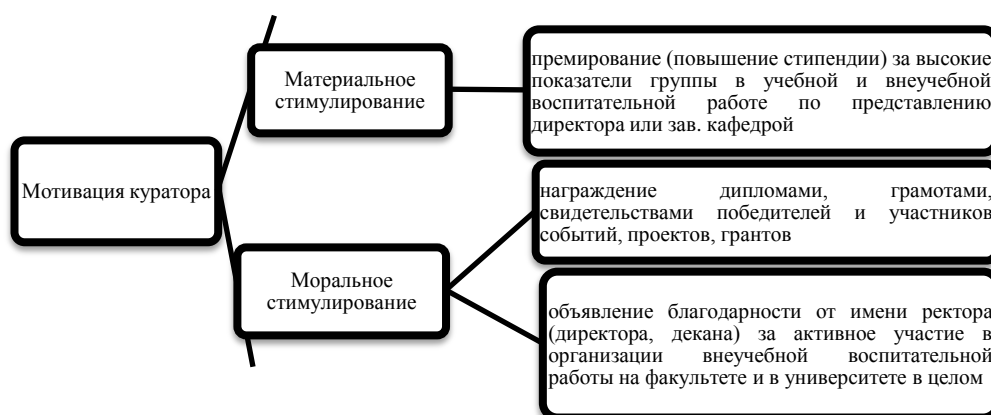 Мотивация куратора
Материальное
стимулирование
премирование (повышение стипендии) за высокие
показатели группы в учебной и внеучебной
воспитательной работе по представлению
директора или зав. кафедрой
Моральное
стимулирование
награждение дипломами, грамотами,
свидетельствами победителей и участников
событий, проектов, грантов
объявление благодарности от имени ректора
(директора, декана) за активное участие в
организации внеучебной воспитательной
работы на факультете и в университете в целом